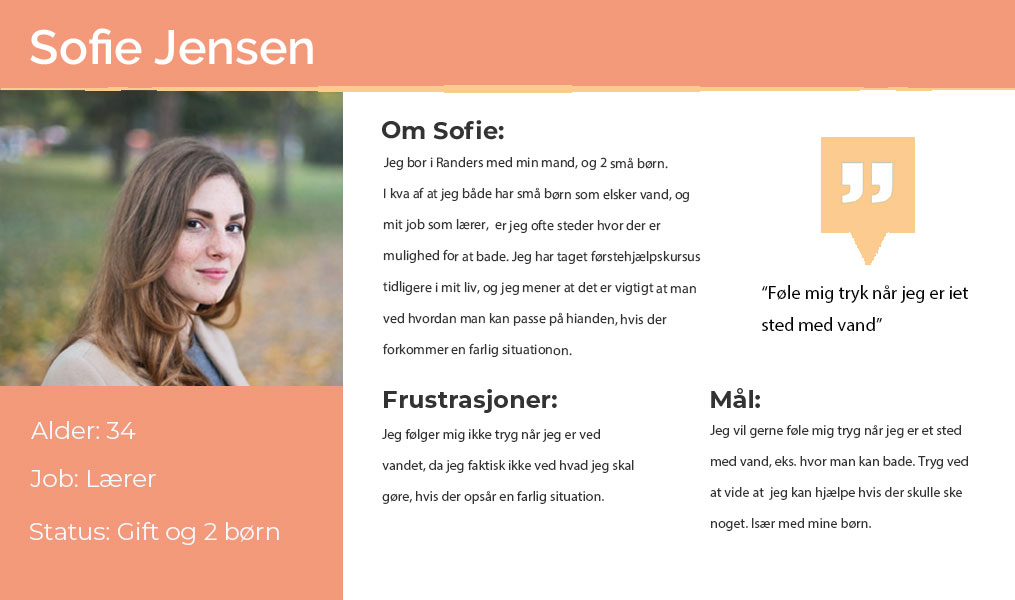 Sofie Jensen
Om Sofie:
Jeg bor i Randers med min mand, og 2 små børn.
I kva af at jeg både har små børn som elsker vand, og
mit job som lærer, er jeg ofte steder hvor der er
mulighed for at bade. Jeg har taget førstehjælpskursus
tidligere i mit liv, og jeg mener at det er vigtigt at man
ved hvordan man kan passe på hianden, hvis der
forkommer en farlig situationon.
“Føle mig tryk når jeg er iet
sted med vand”
Frustrasjoner:
Jeg følger mig ikke tryg når jeg er ved
vandet, da jeg faktisk ikke ved hvad jeg skal
gøre, hvis der opsår en farlig situation.
Mål:
Jeg vil gerne føle mig tryg når jeg er et sted
med vand, eks. hvor man kan bade. Tryg ved
at vide at jeg kan hjælpe hvis der skulle ske
noget. Især med mine børn.
Alder: 34
Job: Lærer
Status: Gift og 2 børn